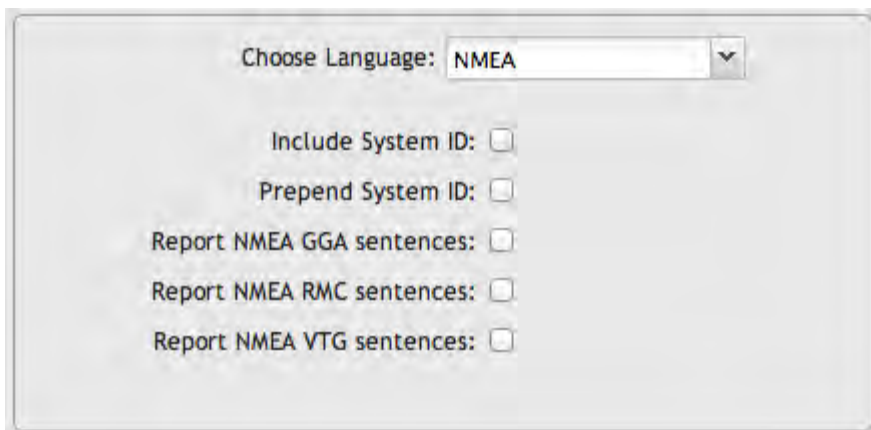 Choose Language: NMEA
Include System ID:
Prepend System ID:
Report NMEA GGA sentences:
Report NMEA RMC sentences:
Report NMEA VTG sentences: